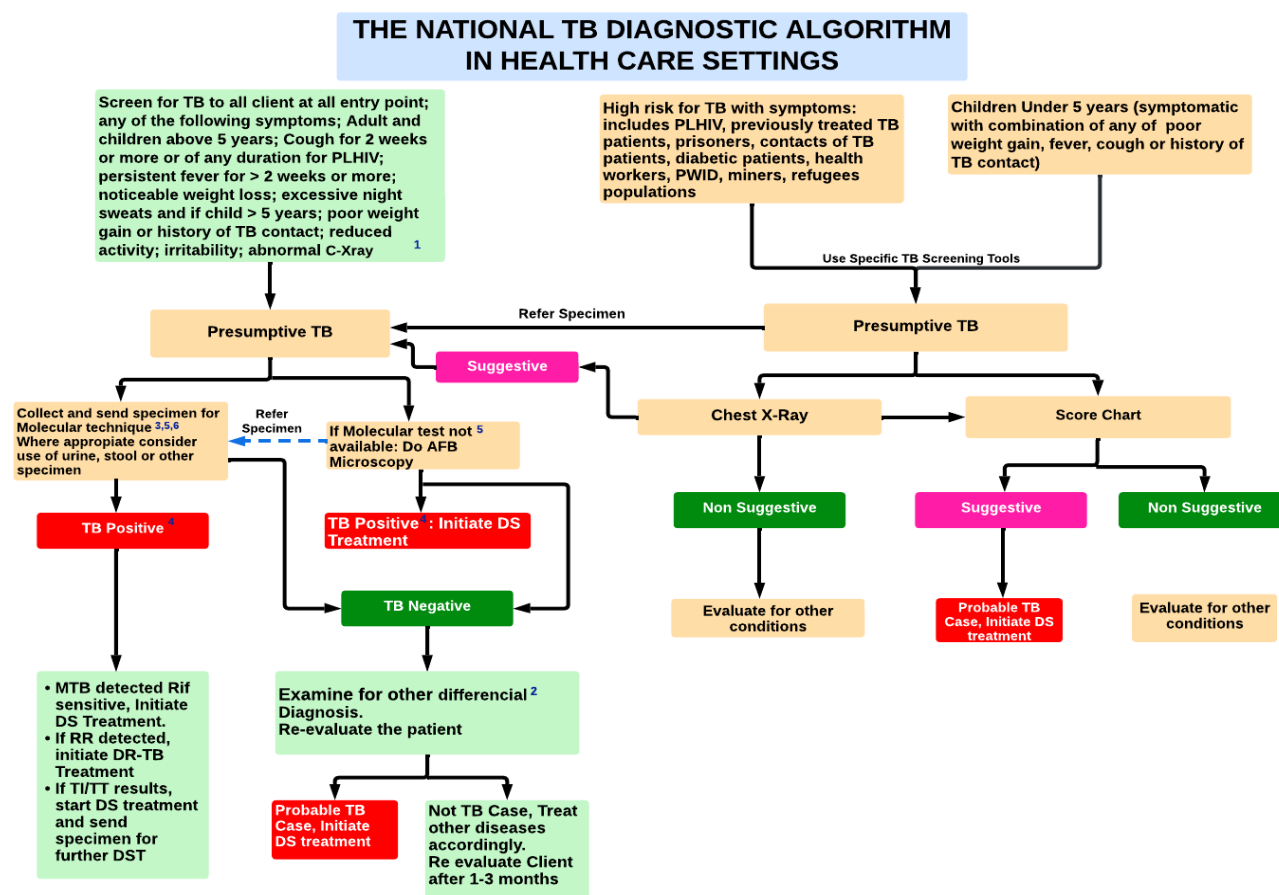 THE NATIONAL TB DIAGNOSTIC ALGORITHM
IN HEALTH CARE SETTINGS
Screen for TB to all client at all entry point;
any of the following symptoms; Adult and
children above 5 years; Cough for 2 weeks
or more or of any duration for PLHIV;
persistent fever for > 2 weeks or more;
noticeable weight loss; excessive night
sweats and if child > 5 years; poor weight
gain or history of TB contact; reduced
activity; irritability; abnormal C-Xray 1
High risk for TB with symptoms:
includes PLHIV, previously treated TB
patients, prisoners, contacts of TB
patients, diabetic patients, health
workers, PWID, miners, refugees
populations
Children Under 5 years (symptomatic
with combination of any of poor
weight gain, fever, cough or history of
TB contact)
Use Specific TB Screening Tools
Presumptive TB
Refer Specimen
Presumptive TB
Suggestive
Collect and send specimen for
Molecular technique 3,5,6
Where appropiate consider
use of urine, stool or other
specimen
Refer
Specimen
If Molecular test not 5
available: Do AFB
Microscopy
Chest X-Ray
Score Chart
TB Positive 4
TB Positive 4 : Initiate DS
Treatment
Non Suggestive
Suggestive
Non Suggestive
TB Negative
Evaluate for other
conditions
Probable TB
Case, Initiate DS
treatment
Evaluate for other
conditions
• MTB detected Rif
sensitive, Initiate
DS Treatment.
• If RR detected,
initiate DR-TB
Treatment
• If TI/TT results,
start DS treatment
and send
specimen for
further DST
Examine for other differencial 2
Diagnosis.
Re-evaluate the patient
Probable TB
Case, Initiate
DS treatment
Not TB Case, Treat
other diseases
accordingly.
Re evaluate Client
after 1-3 months